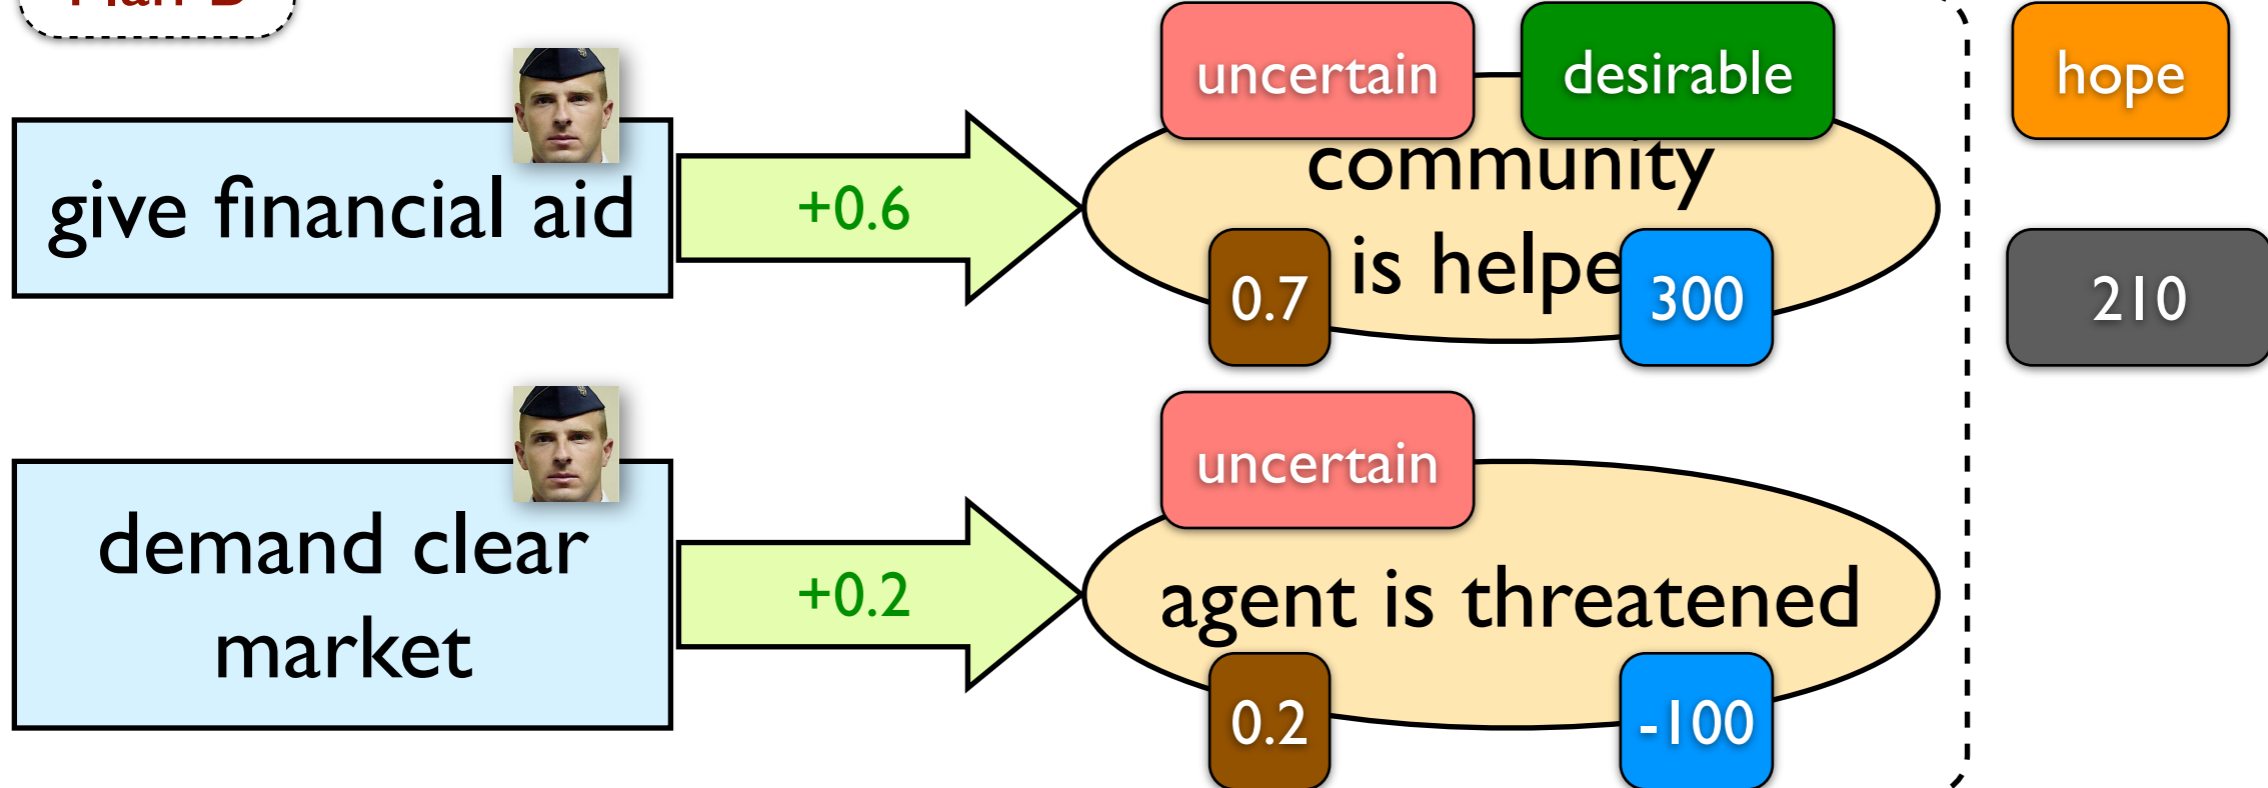 uncertain
desirable
hope
give financial aid
+0.6
community
is helpe
0.7
300
210
uncertain
demand clear
market
+0.2
agent is threatened
0.2
-100